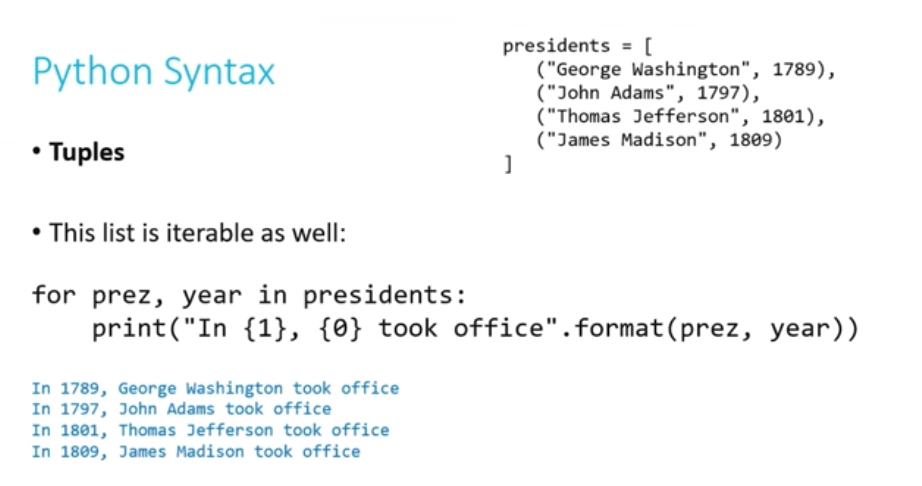 Python Syntax
presidents = [
("George Washington", 1789),
("John Adams", 1797),
("Thomas Jefferson", 1801),
("James Madison", 1809)
]
• Tuples
• This list is iterable as well:
for prez, year in presidents:
print("In {1}, {0} took office".format(prez, year))
In 1789, George Washington took office
In 1797, John Adams took office
In 1801, Thomas Jefferson took office
In 1809, James Madison took office